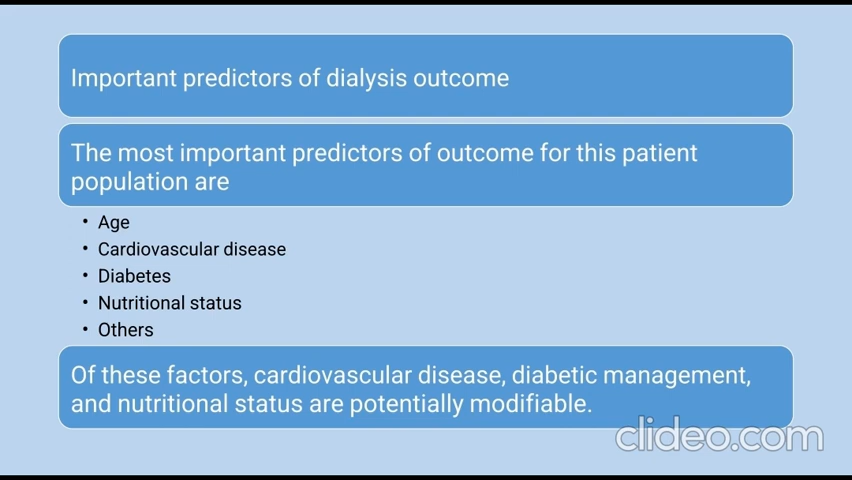 Important predictors of dialysis outcome
The most important predictors of outcome for this patient
population are
• Age
• Cardiovascular disease
• Diabetes
• Nutritional status
• Others
Of these factors, cardiovascular disease, diabetic management,
and nutritional status are potentially modifiable.
clideo.com